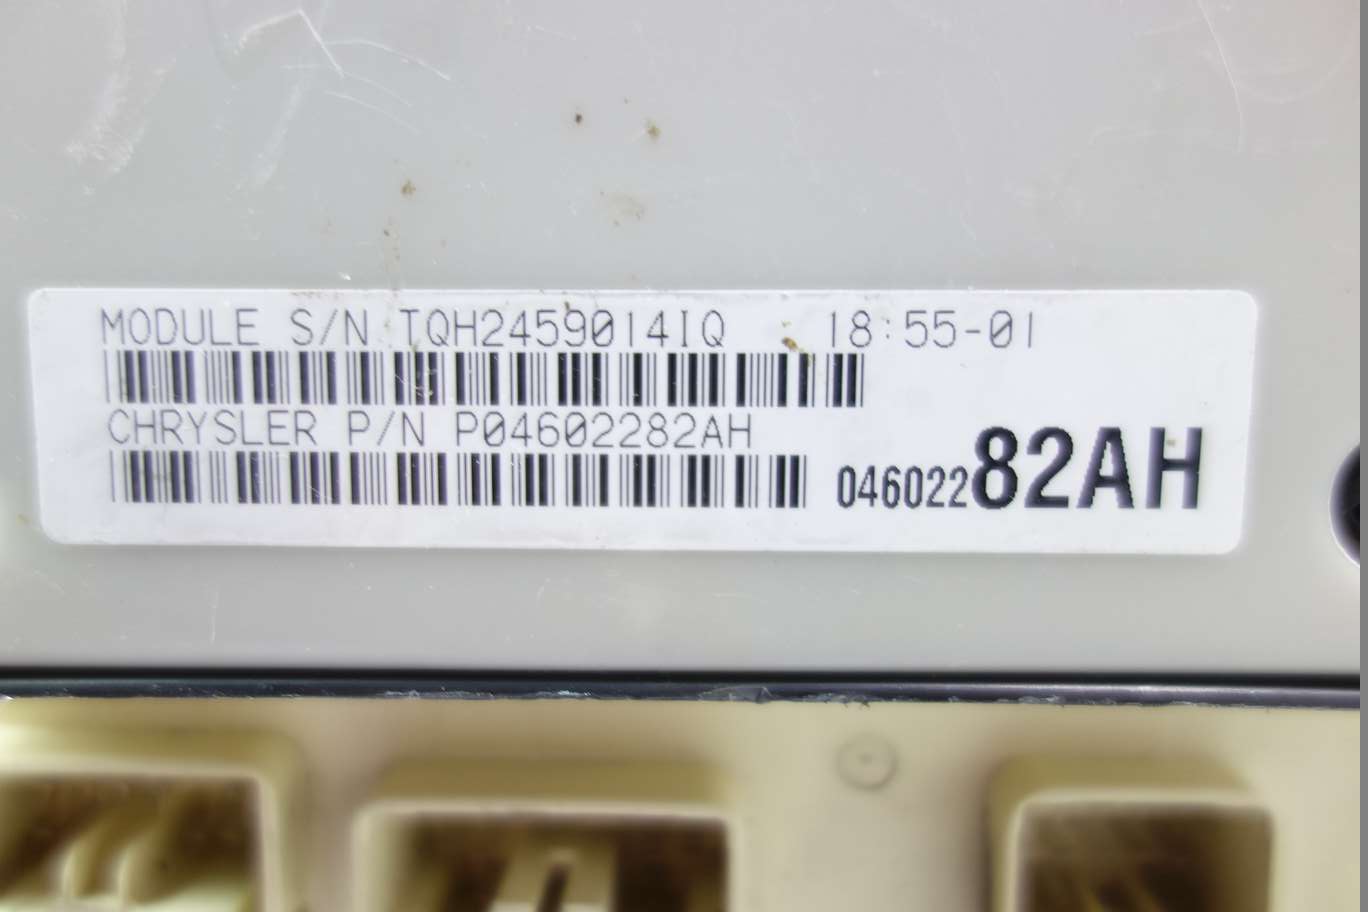 MODULE S/N TQH2459014IQ 18:55-01
CHRYSLER P/N P04602282AH
04602282AH